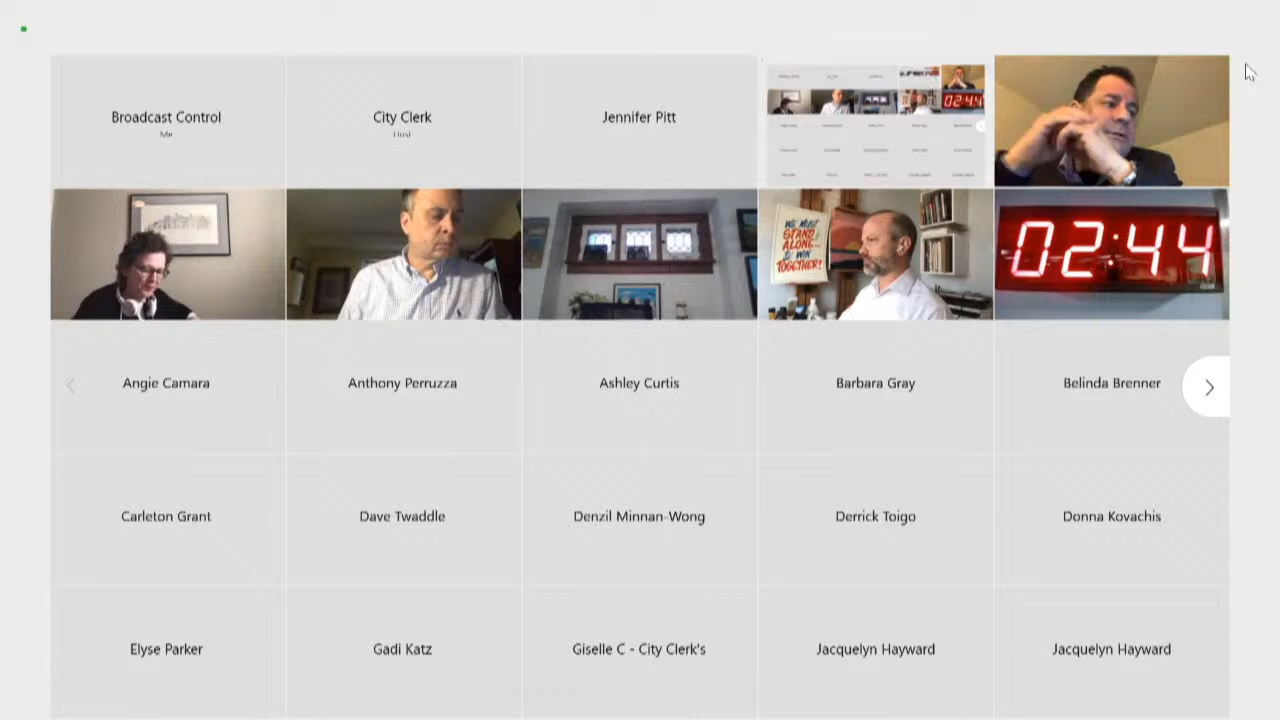 Broadcast Control
Me
City Clerk
Host
Jennifer Pitt
02:44
WE MUST
STAND
ALONE
TO WIN
TOGETHER!
02:44
Angie Camara
Anthony Perruzza
Ashley Curtis
Barbara Gray
Belinda Brenner
Carleton Grant
Dave Twaddle
Denzil Minnan-Wong
Derrick Toigo
Donna Kovachis
Elyse Parker
Gadi Katz
Giselle C - City Clerk's
Jacquelyn Hayward
Jacquelyn Hayward